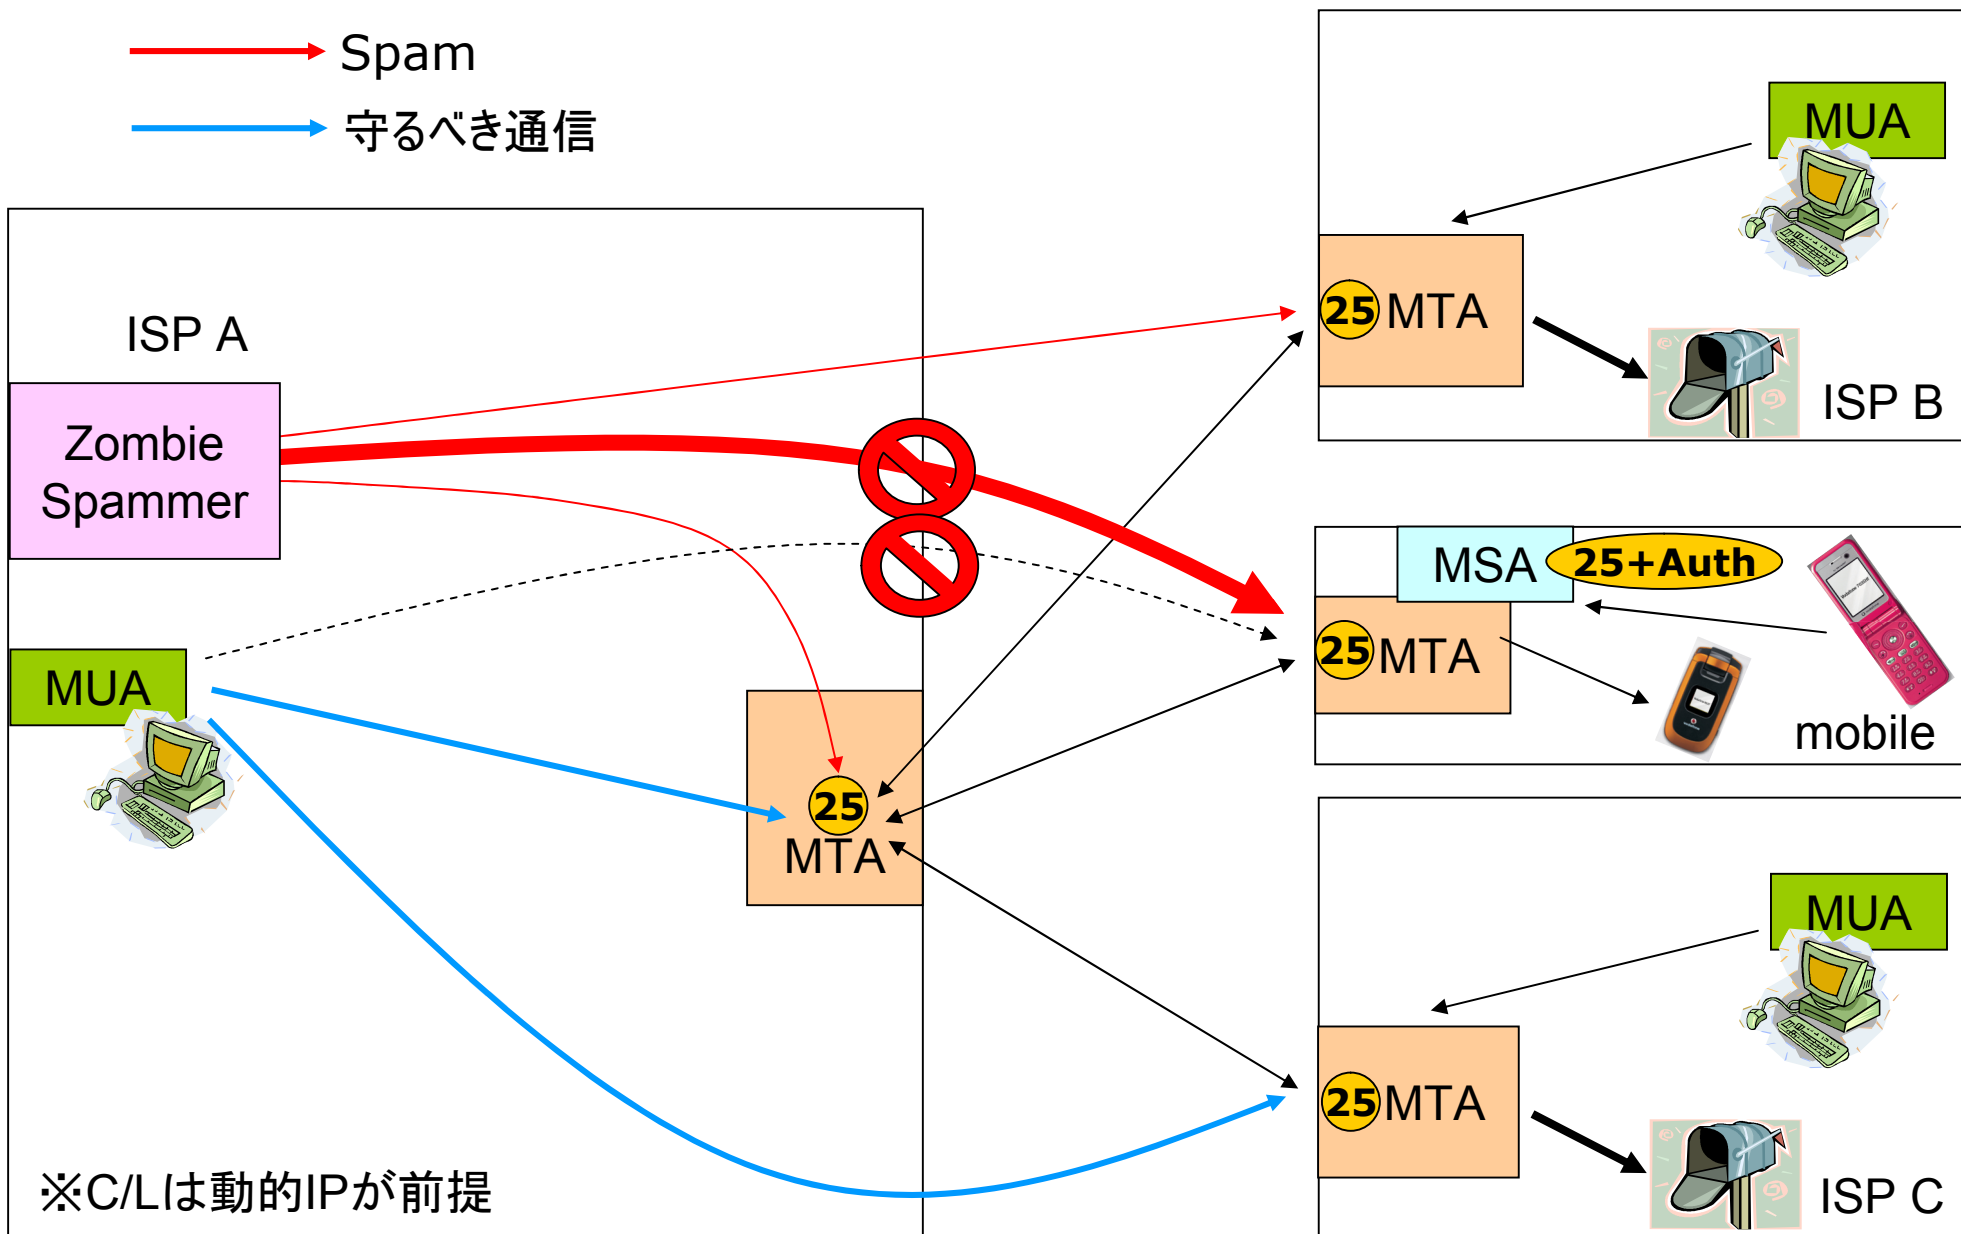 Spam
守るべき通信
ISP A
Zombie
Spammer
MUA
25
MTA
※C/Lは動的IPが前提
MUA
25 MTA
ISP B
MSA 25+Auth
25 MTA
mobile
MUA
25 MTA
ISP C